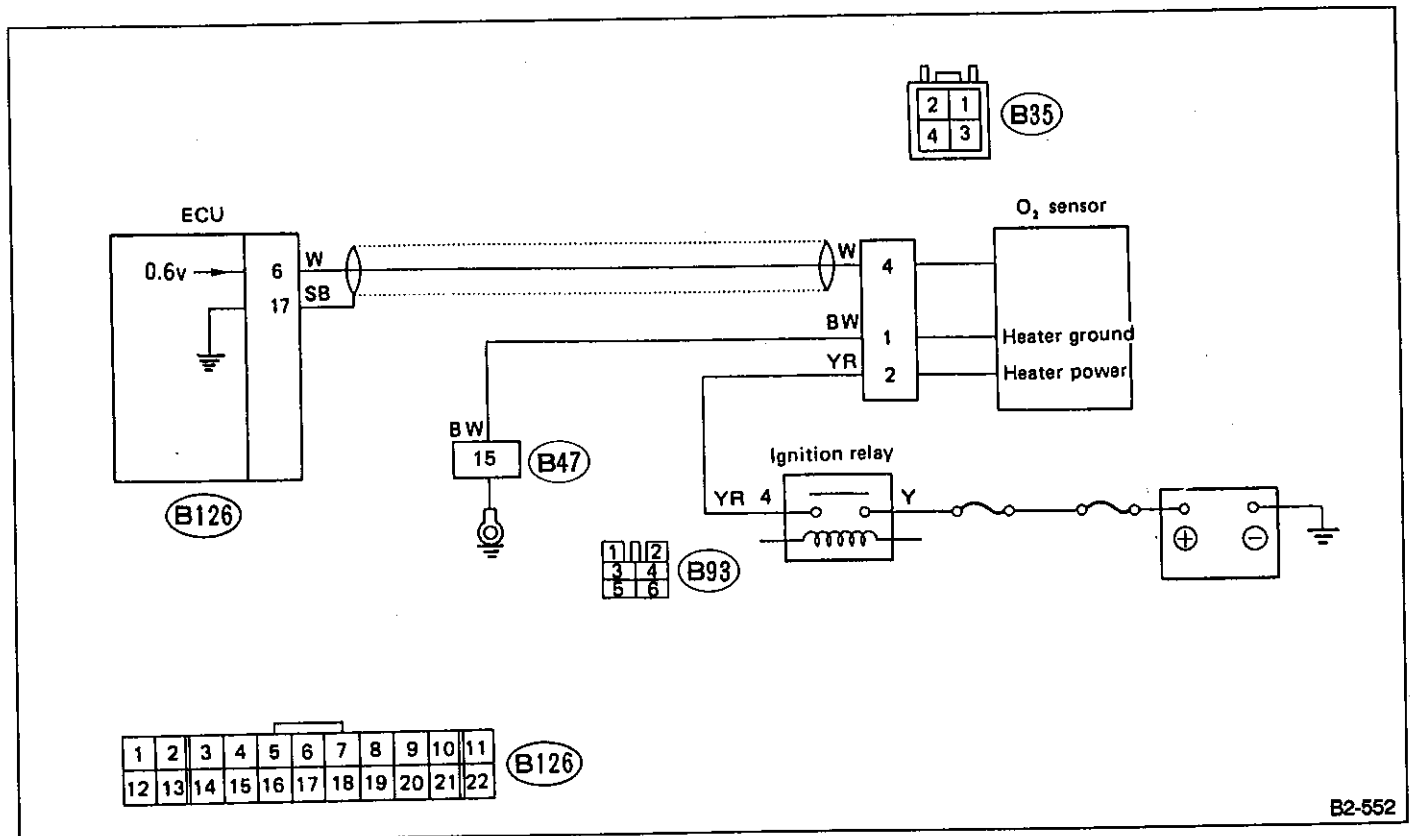 2 1
4 3
B35
ECU
O₂ sensor
0.6v
6
W
W
4
17
SB
BW
1
Heater ground
YR
2
Heater power
BW
15
B47
Ignition relay
YR 4
Y
B126
1 2
3 4
5 6
B93
⊕ ⊖
1 2 3 4 5 6 7 8 9 10 11
12 13 14 15 16 17 18 19 20 21 22
B126
B2-552